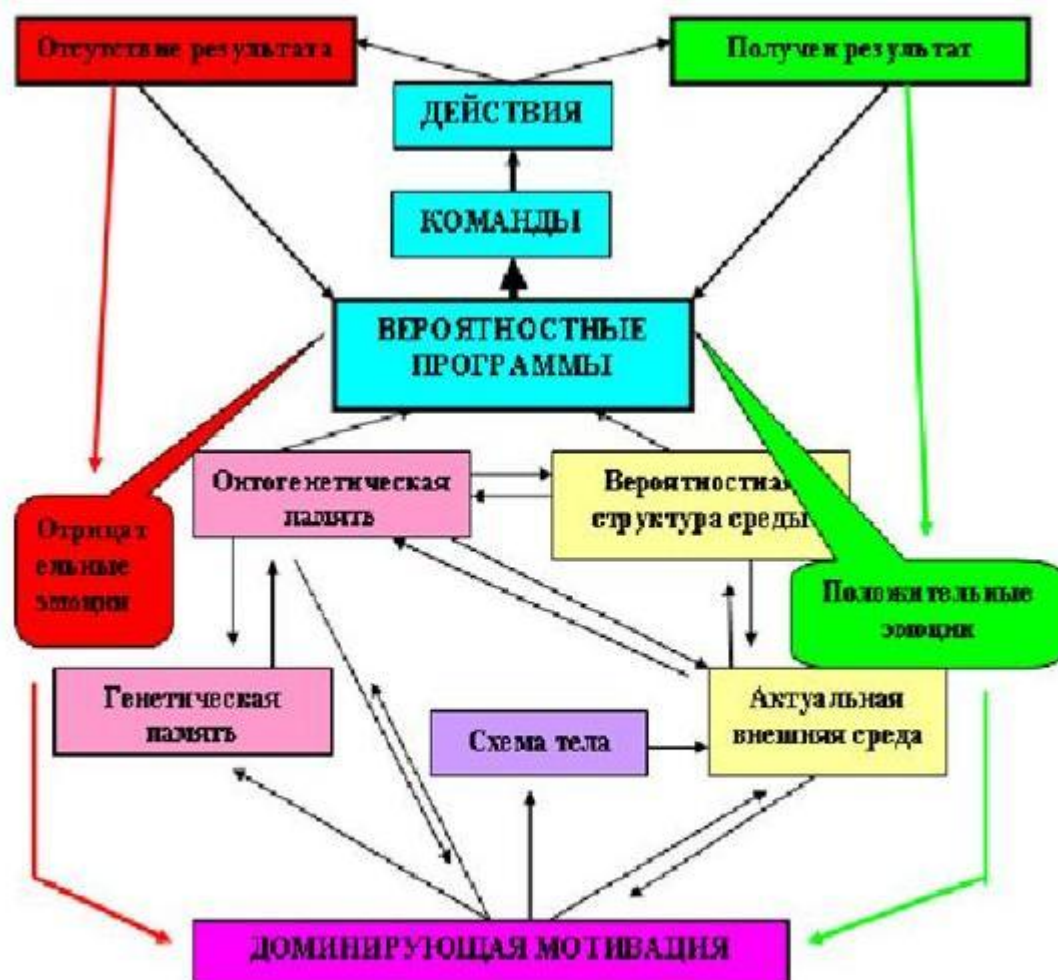 Отсутствие результата
Получен результат
ДЕЙСТВИЯ
КОМАНДЫ
ВЕРОЯТНОСТНЫЕ
ПРОГРАММЫ
Онтогенетическая
память
Вероятностная
структура среды
Отрицат
ельные
эмоции
Положительные
эмоции
Генетическая
память
Схема тела
Актуальная
внешняя среда
ДОМИНИРУЮЩАЯ МОТИВАЦИЯ